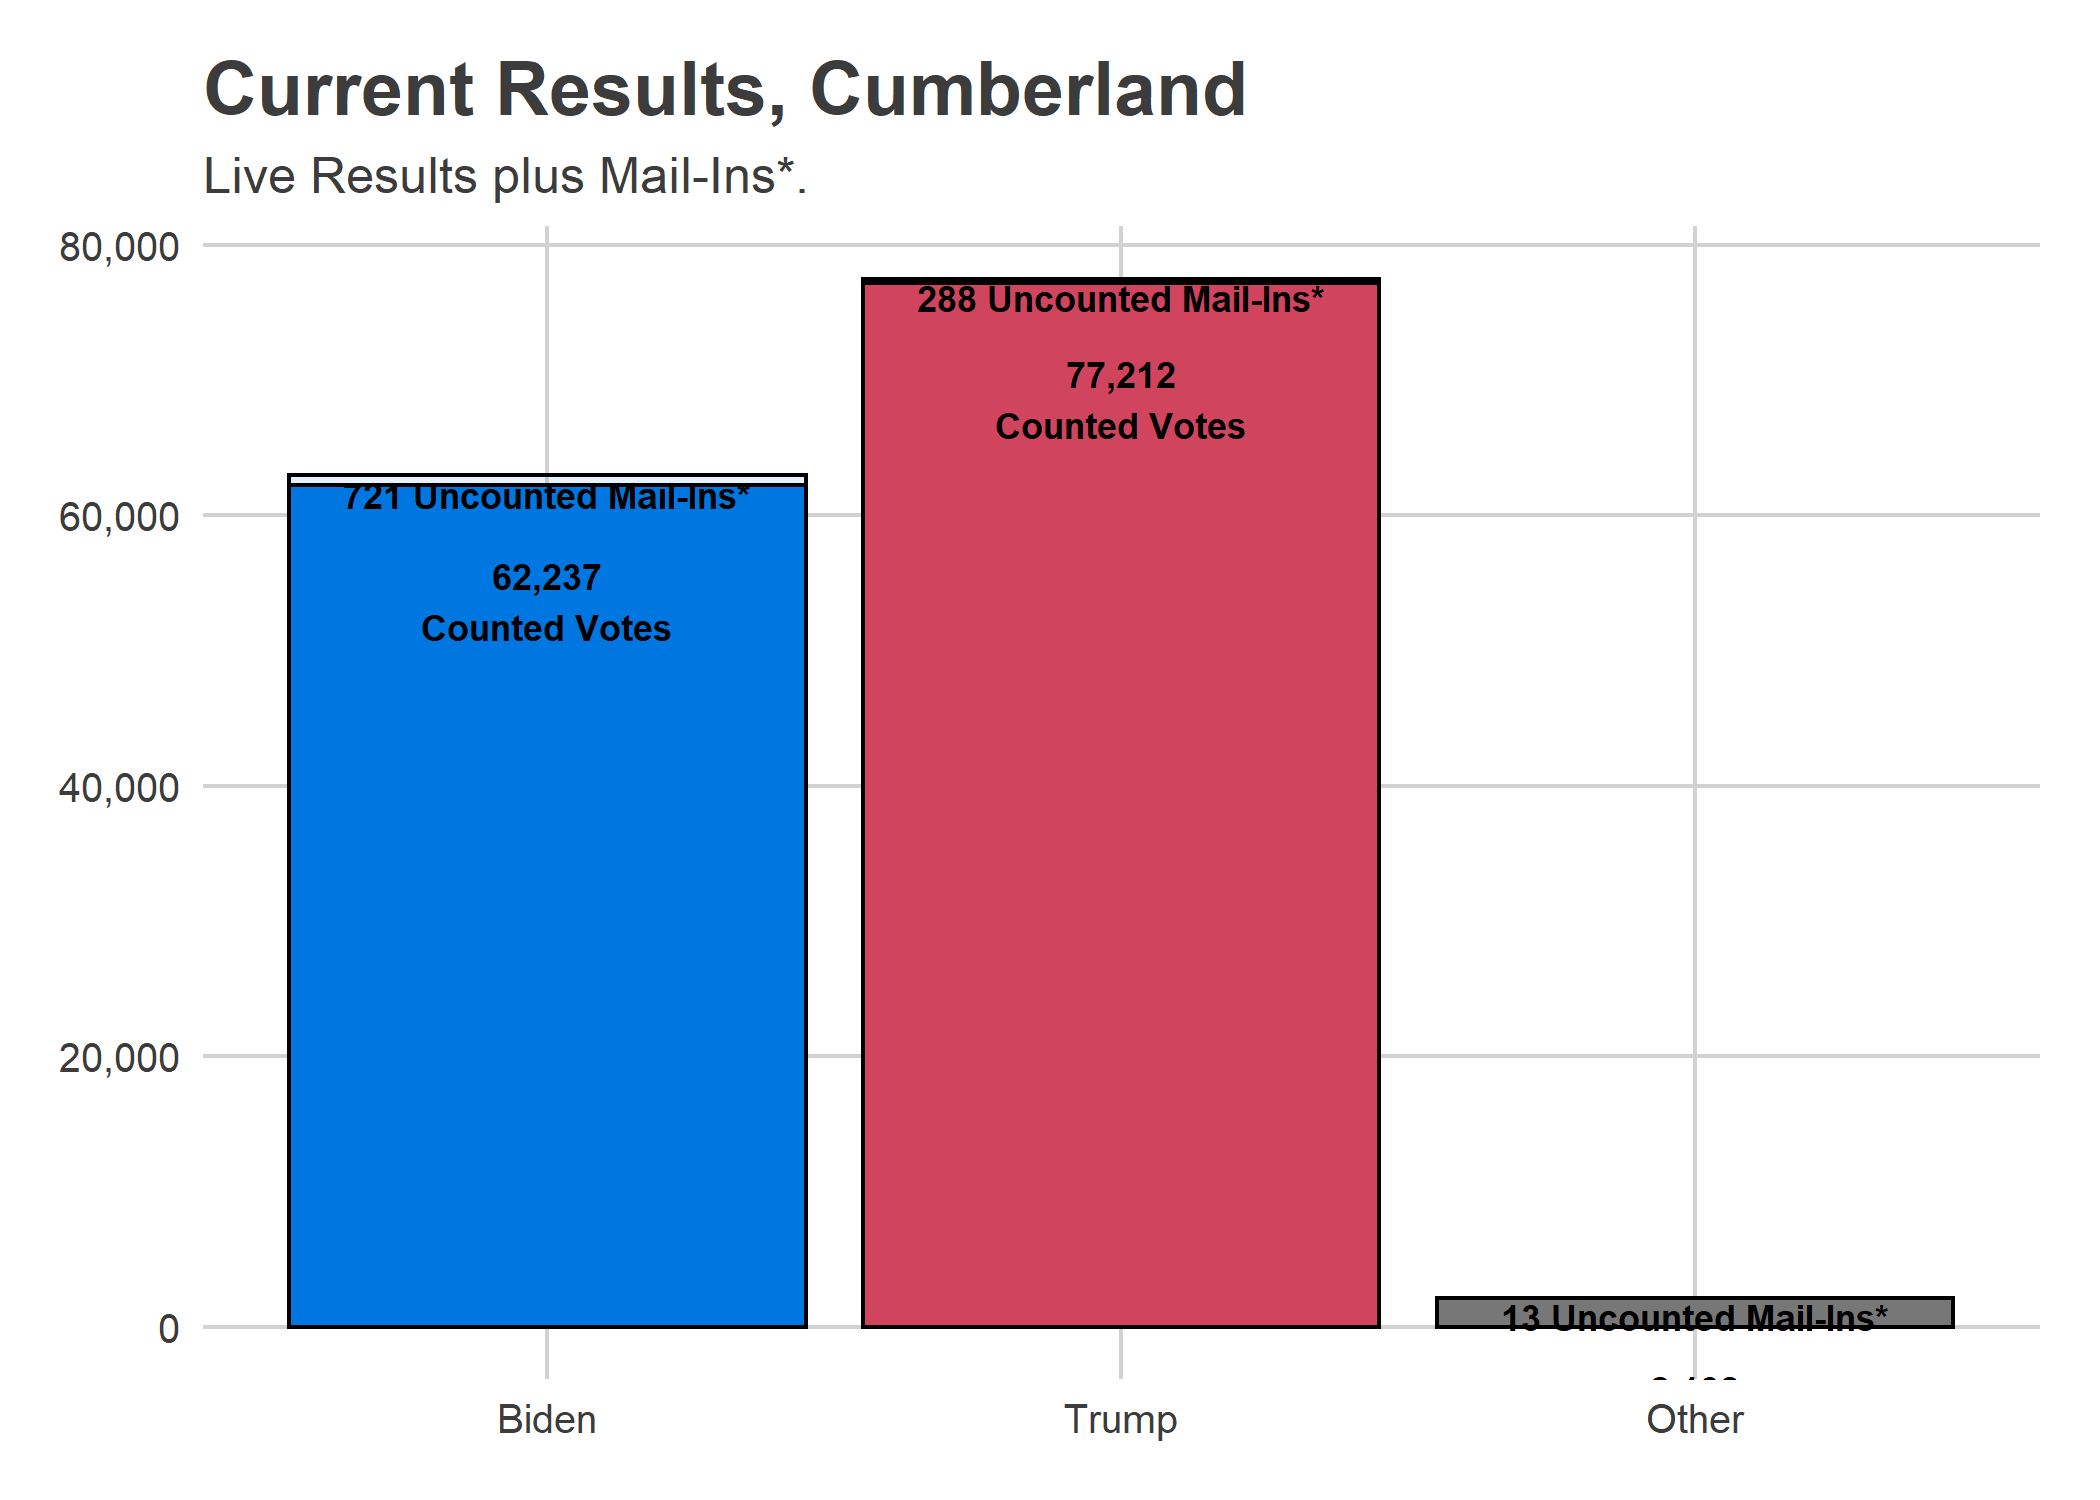 Current Results, Cumberland
Live Results plus Mail-Ins*.
80,000
60,000
40,000
20,000
0
721 Uncounted Mail-Ins*
62,237
Counted Votes
288 Uncounted Mail-Ins*
77,212
Counted Votes
13 Uncounted Mail-Ins*
Biden
Trump
Other